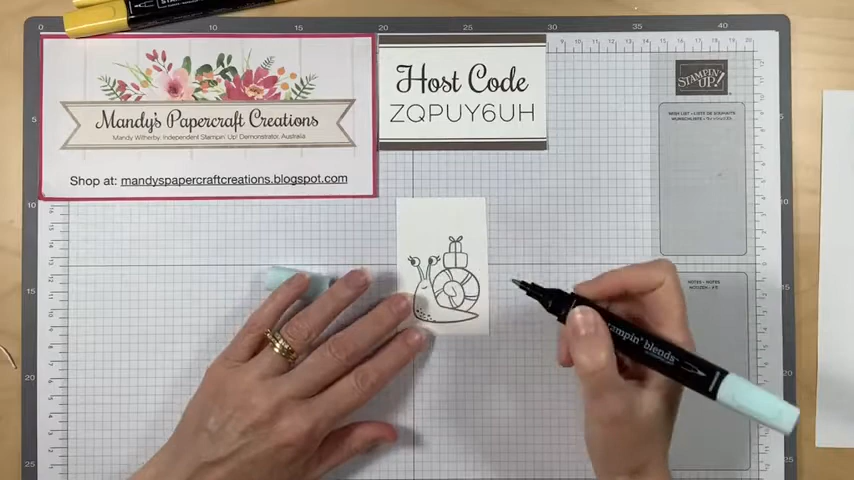 Mandy's Papercraft Creations
Mandy Witherby, Independent Stampin' Up! Demonstrator, Australia
Shop at: mandyspapercraftcreations.blogspot.com
Host Code
ZQPUY6UH
STAMPIN' UP!
stampin' blends